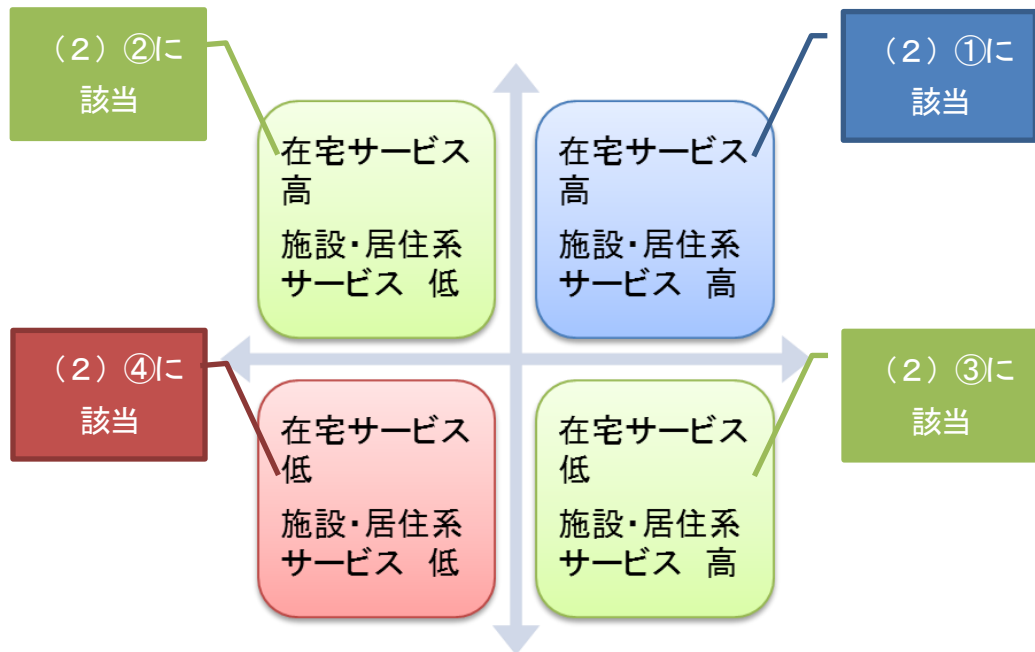 （２）②に
該当
（２）①に
該当
在宅サービス
高
施設・居住系
サービス　低
在宅サービス
高
施設・居住系
サービス　高
（２）④に
該当
（２）③に
該当
在宅サービス
低
施設・居住系
サービス　低
在宅サービス
低
施設・居住系
サービス　高